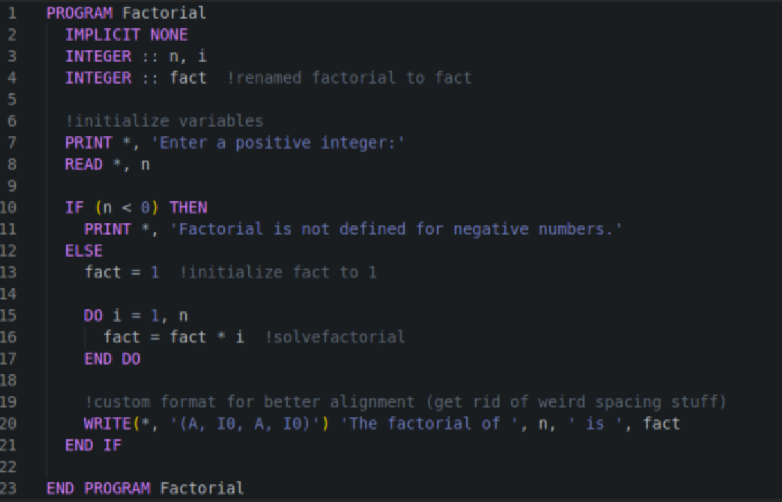 1 PROGRAM Factorial
2   IMPLICIT NONE
3   INTEGER :: n, i
4   INTEGER :: fact  !renamed factorial to fact
5
6   !initialize variables
7   PRINT *, 'Enter a positive integer:'
8   READ *, n
9
10   IF (n < 0) THEN
11     PRINT *, 'Factorial is not defined for negative numbers.'
12   ELSE
13     fact = 1  !initialize fact to 1
14
15     DO i = 1, n
16       fact = fact * i  !solvefactorial
17     END DO
18
19     !custom format for better alignment (get rid of weird spacing stuff)
20     WRITE(*, '(A, I0, A, I0)') 'The factorial of ', n, ' is ', fact
21   END IF
22
23 END PROGRAM Factorial